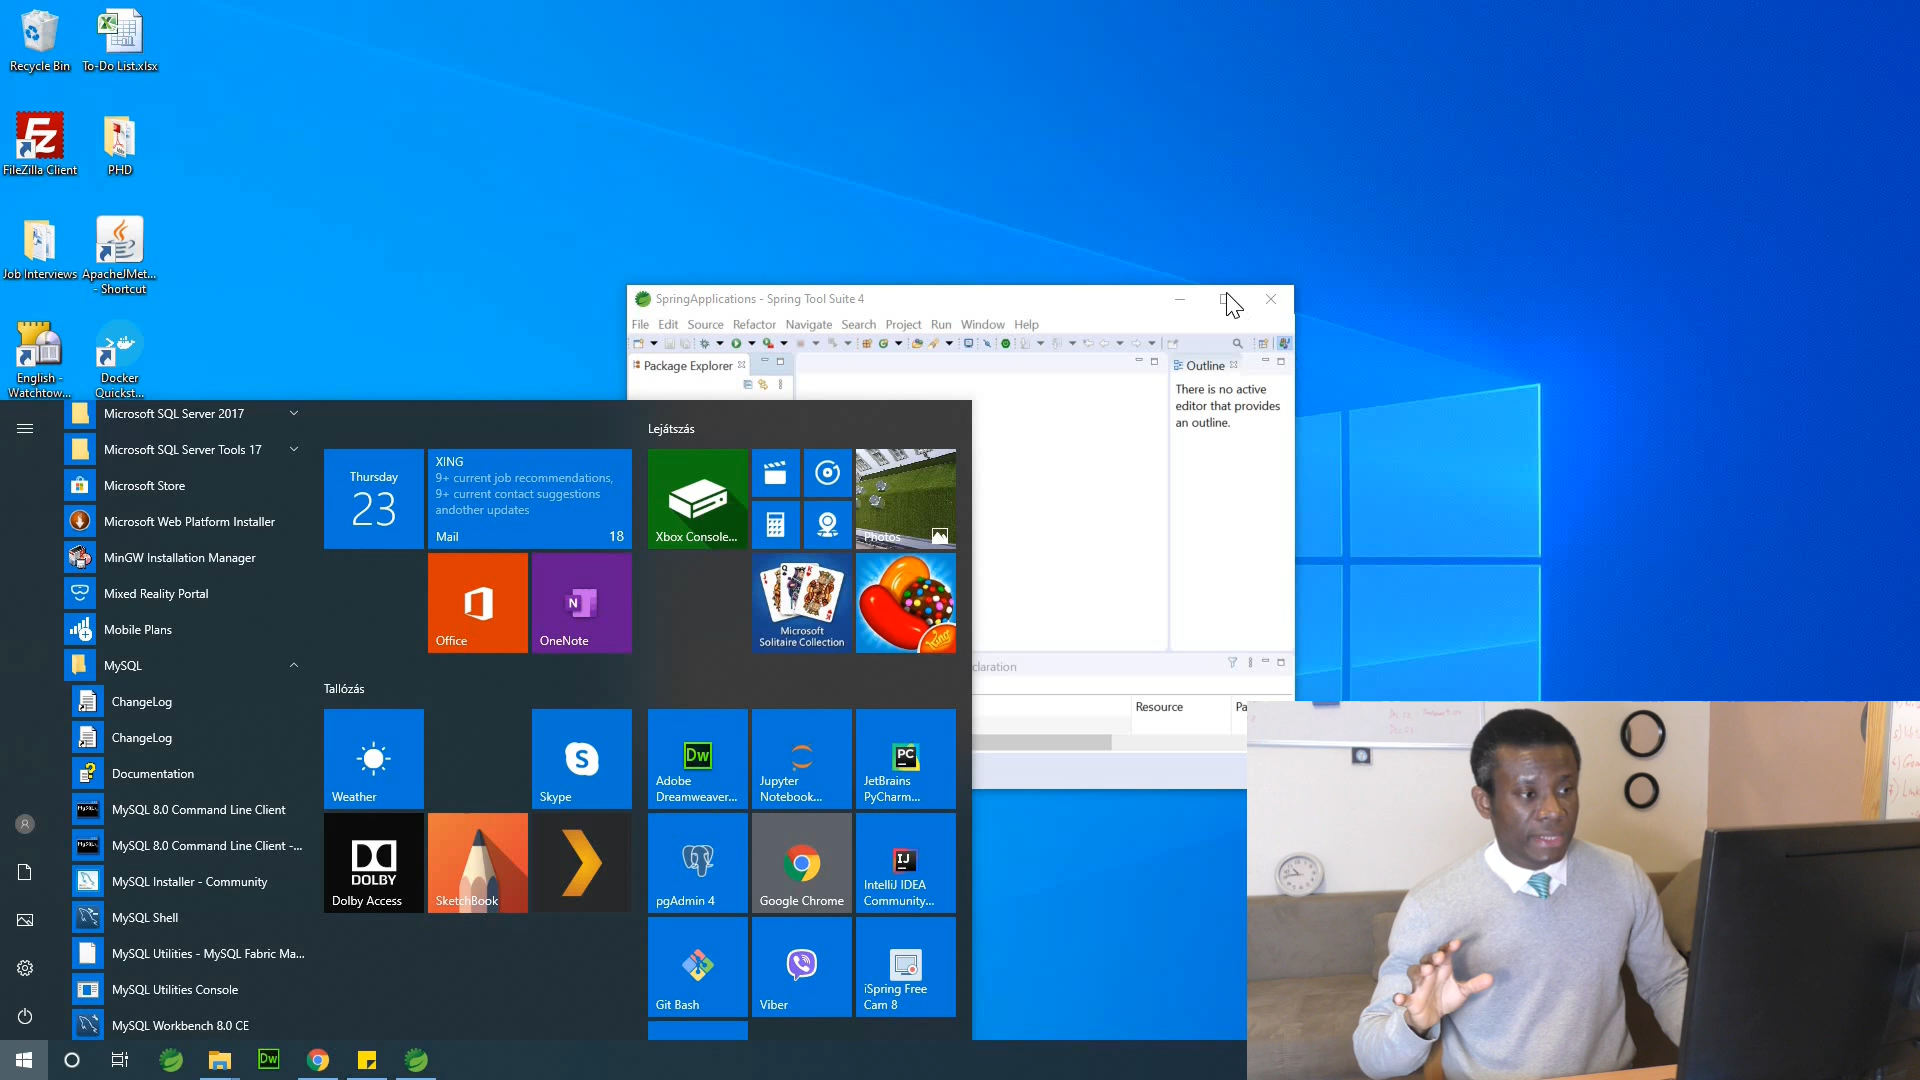 Recycle Bin
To-Do List.xlsx
FileZilla Client
PHD
Job Interviews
ApacheJMet...
- Shortcut
English -
Watchtow...
Docker
Quickst...
SpringApplications - Spring Tool Suite 4
File Edit Source Refactor Navigate Search Project Run Window Help
Package Explorer
Outline
There is no active
editor that provides
an outline.
claration
Resource
Pa
Microsoft SQL Server 2017
Microsoft SQL Server Tools 17
Microsoft Store
Microsoft Web Platform Installer
MinGW Installation Manager
Mixed Reality Portal
Mobile Plans
MySQL
ChangeLog
ChangeLog
Documentation
MySQL 8.0 Command Line Client
MySQL 8.0 Command Line Client -...
MySQL Installer - Community
MySQL Shell
MySQL Utilities - MySQL Fabric Ma...
MySQL Utilities Console
MySQL Workbench 8.0 CE
Thursday
23
XING
9+ current job recommendations,
9+ current contact suggestions
andother updates
Mail 18
Office
OneNote
Tallózás
Weather
Skype
DOLBY
Dolby Access
SketchBook
Lejátszás
Xbox Console...
Photos
Microsoft
Solitaire Collection
King
Dw
Adobe
Dreamweaver...
Jupyter
Notebook...
PC
JetBrains
PyCharm...
pgAdmin 4
Google Chrome
IJ
IntelliJ IDEA
Community...
Git Bash
Viber
iSpring Free
Cam 8
Dw